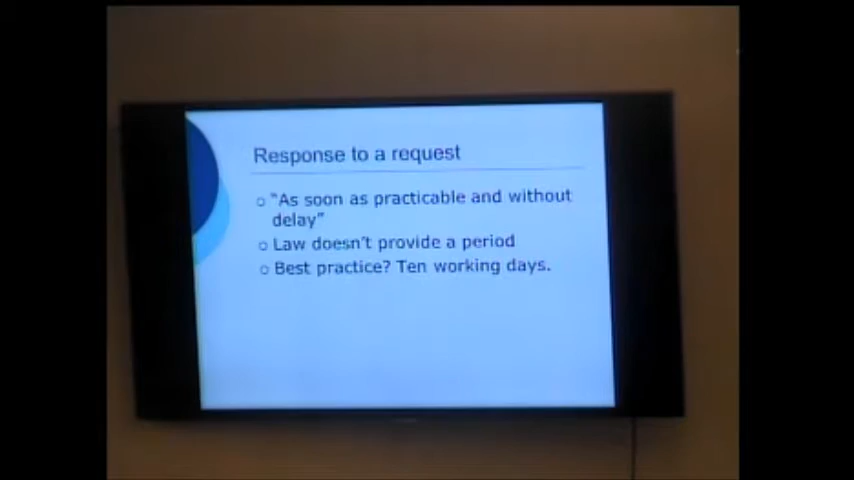 Response to a request
"As soon as practicable and without
delay"
Law doesn't provide a period
Best practice? Ten working days.